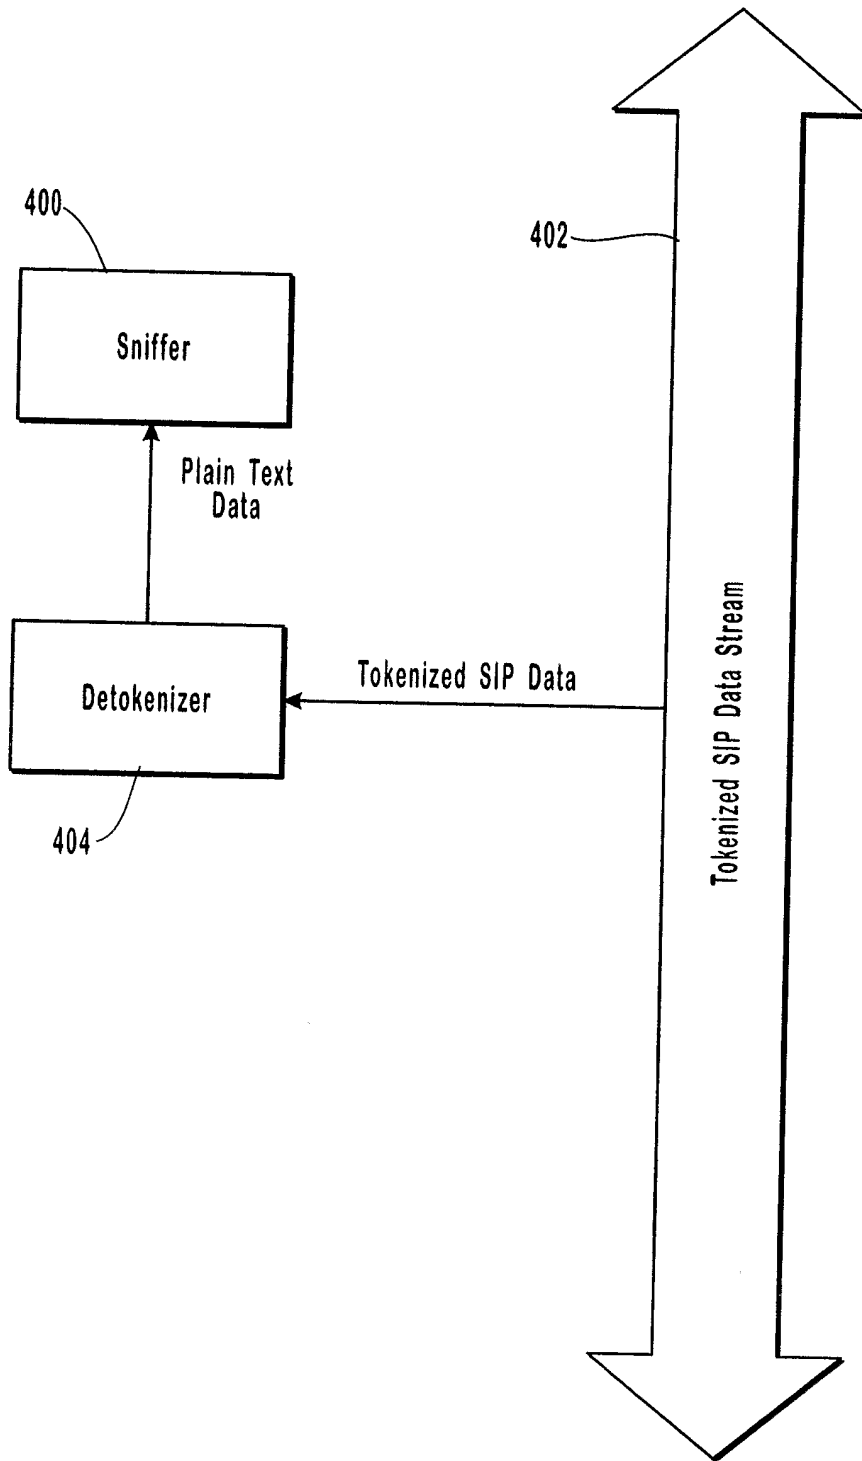 400
402
Sniffer
Plain Text
Data
Tokenized SIP Data
Detokenizer
404
Tokenized SIP Data Stream